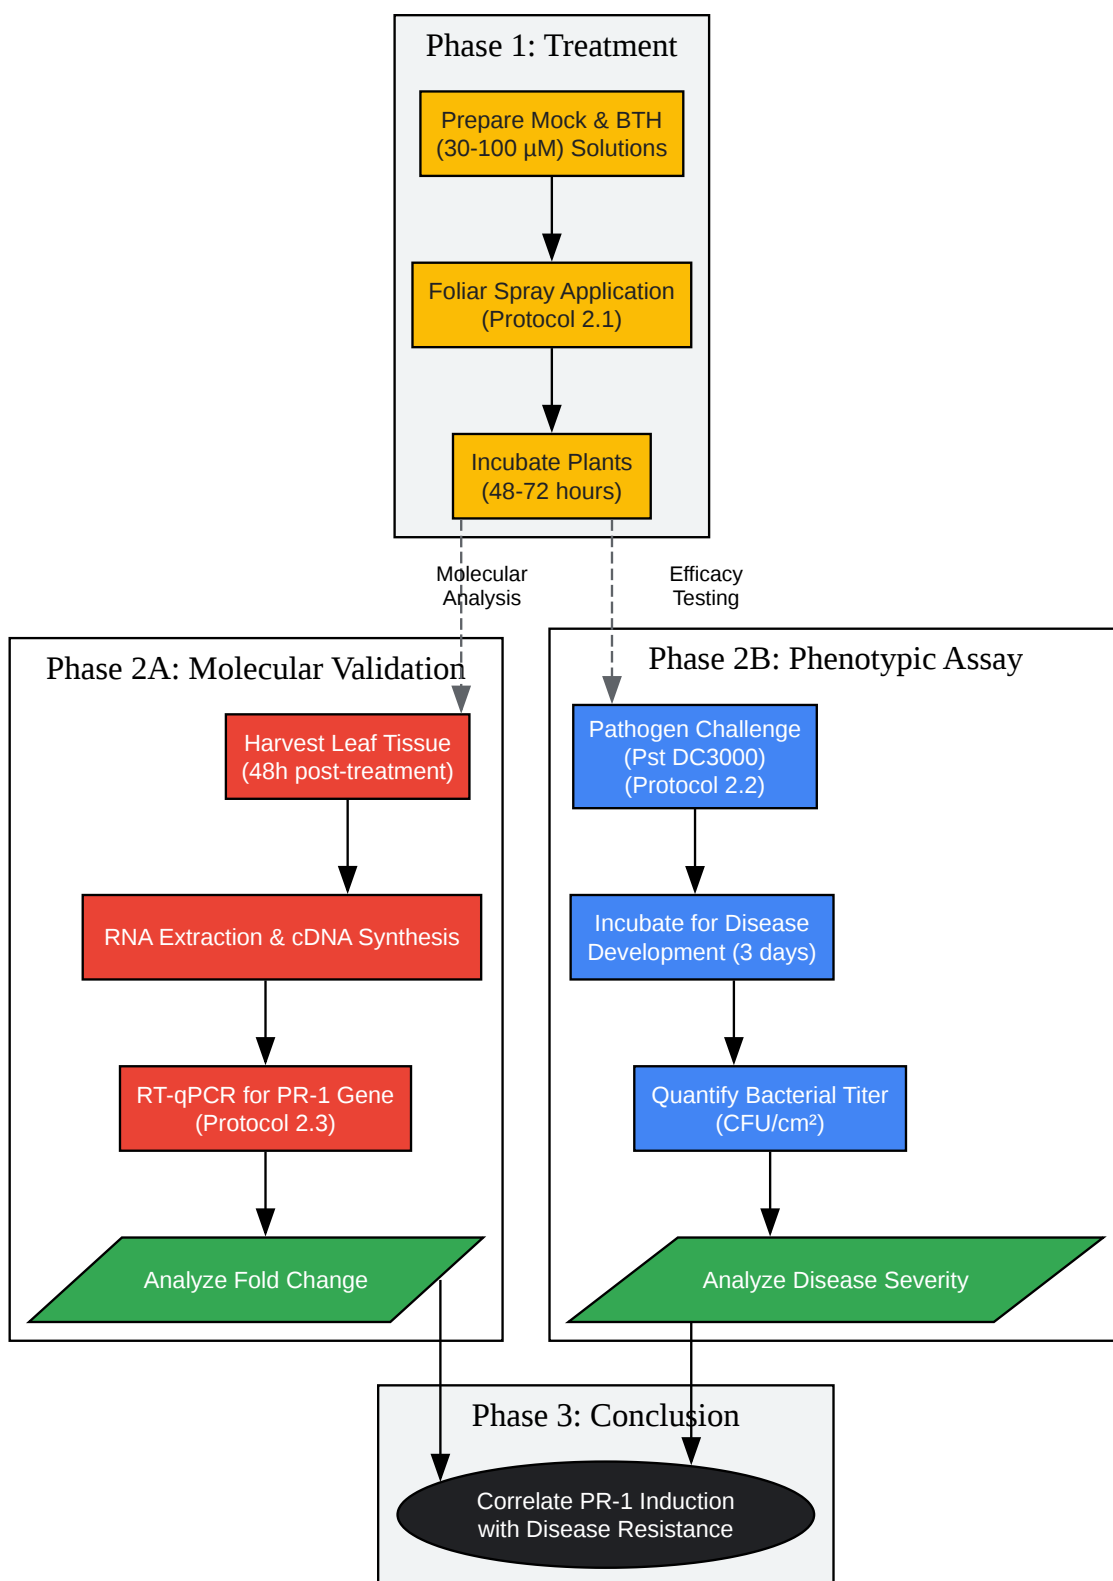 Phase 1: Treatment
Prepare Mock & BTH
(30-100 µM) Solutions
Foliar Spray Application
(Protocol 2.1)
Incubate Plants
(48-72 hours)
Molecular
Analysis
Efficacy
Testing
Phase 2A: Molecular Validation
Harvest Leaf Tissue
(48h post-treatment)
RNA Extraction & cDNA Synthesis
RT-qPCR for PR-1 Gene
(Protocol 2.3)
Analyze Fold Change
Phase 2B: Phenotypic Assay
Pathogen Challenge
(Pst DC3000)
(Protocol 2.2)
Incubate for Disease
Development (3 days)
Quantify Bacterial Titer
(CFU/cm²)
Analyze Disease Severity
Phase 3: Conclusion
Correlate PR-1 Induction
with Disease Resistance